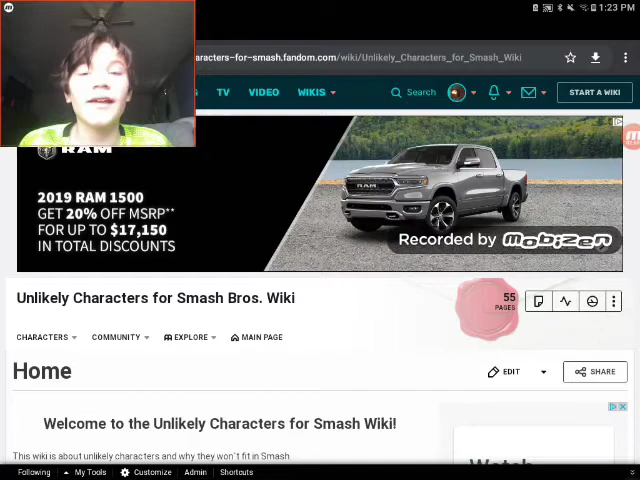 1:23 PM
aracters-for-smash.fandom.com/wiki/Unlikely_Characters_for_Smash_Wiki
TV VIDEO WIKIS Search START A WIKI
RAM
2019 RAM 1500
GET 20% OFF MSRP**
FOR UP TO $17,150
IN TOTAL DISCOUNTS
RAM
Recorded by mobizen
Unlikely Characters for Smash Bros. Wiki
55
PAGES
CHARACTERS COMMUNITY EXPLORE MAIN PAGE
Home
EDIT SHARE
Welcome to the Unlikely Characters for Smash Wiki!
This wiki is about unlikely characters and why they won't fit in Smash
Watch
Following My Tools Customize Admin Shortcuts